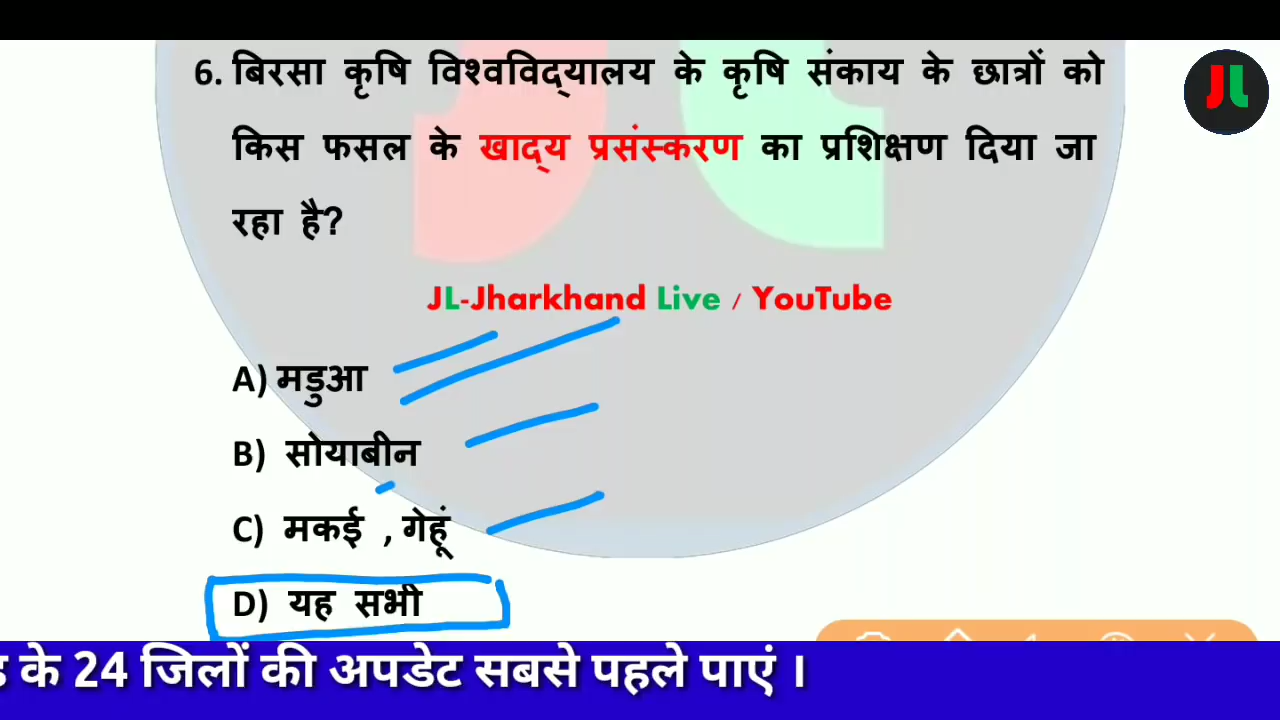 6. बिरसा कृषि विश्वविद्यालय के कृषि संकाय के छात्रों को
किस फसल के खाद्य प्रसंस्करण का प्रशिक्षण दिया जा
रहा है?
JL-Jharkhand Live / YouTube
A) मडुआ
B) सोयाबीन
C) मकई , गेहूं
D) यह सभी
के 24 जिलों की अपडेट सबसे पहले पाएं ।
JL